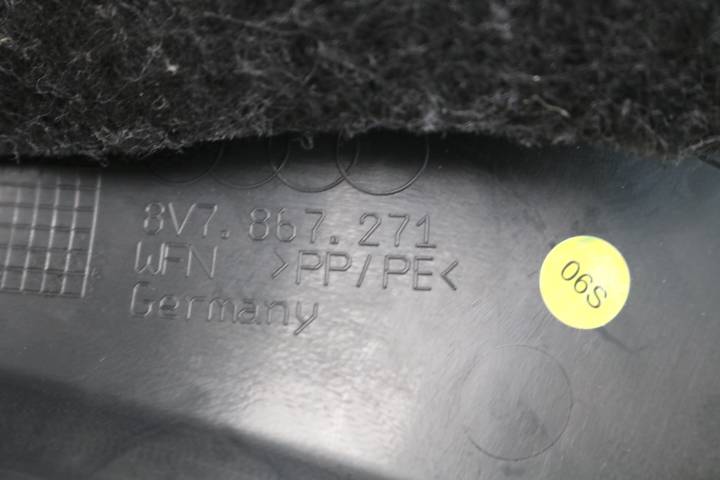 8V7.867.271
WFN >PP/PE<
Germany
06S